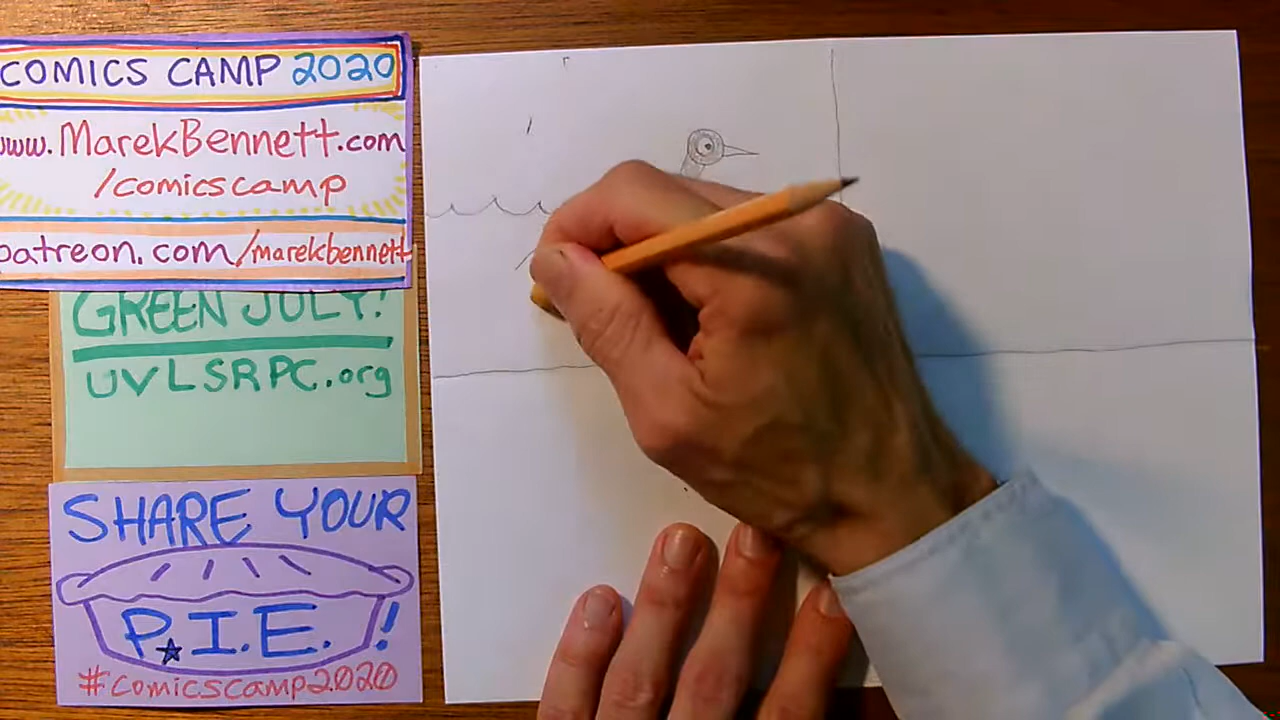 COMICS CAMP 2020
www.MarekBennett.com
/comicscamp
patreon.com/marekbennett
GREEN JULY!
UVLSRPC.org
SHARE YOUR
P.I.E.!
#comicscamp2020